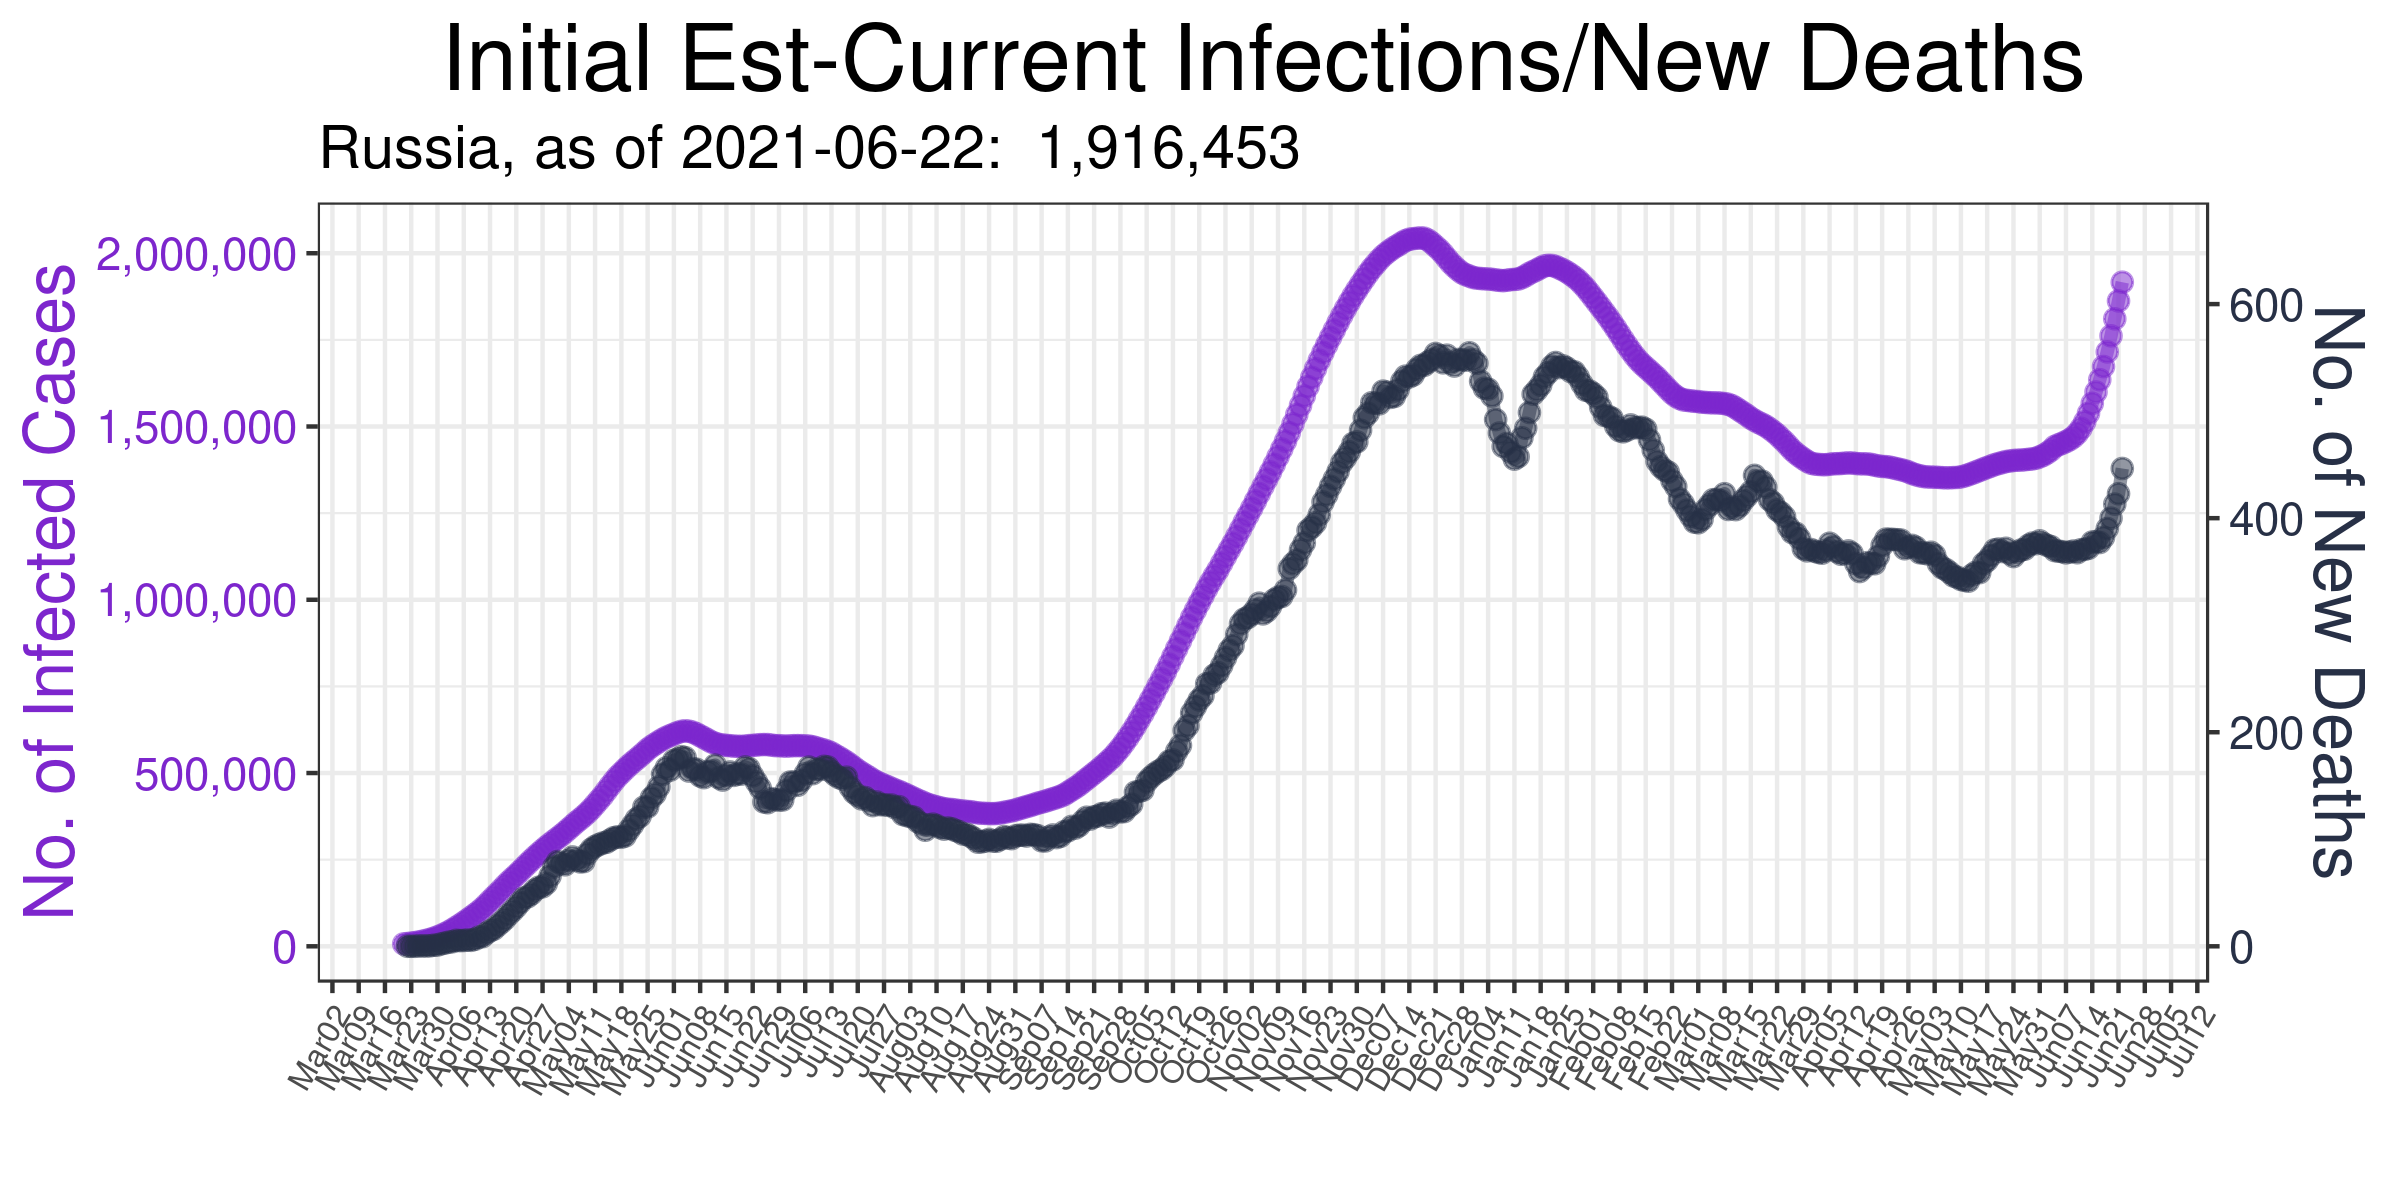 Initial Est-Current Infections/New Deaths
Russia, as of 2021-06-22:  1,916,453
No. of Infected Cases
2,000,000
1,500,000
1,000,000
500,000
0
600
400
200
0
No. of New Deaths
Mar02
Mar09
Mar16
Mar23
Mar30
Apr06
Apr13
Apr20
Apr27
May04
May11
May18
May25
Jun01
Jun08
Jun15
Jun22
Jun29
Jul06
Jul13
Jul20
Jul27
Aug03
Aug10
Aug17
Aug24
Aug31
Sep07
Sep14
Sep21
Sep28
Oct05
Oct12
Oct19
Oct26
Nov02
Nov09
Nov16
Nov23
Nov30
Dec07
Dec14
Dec21
Dec28
Jan04
Jan11
Jan18
Jan25
Feb01
Feb08
Feb15
Feb22
Mar01
Mar08
Mar15
Mar22
Mar29
Apr05
Apr12
Apr19
Apr26
May03
May10
May17
May24
May31
Jun07
Jun14
Jun21
Jun28
Jul05
Jul12